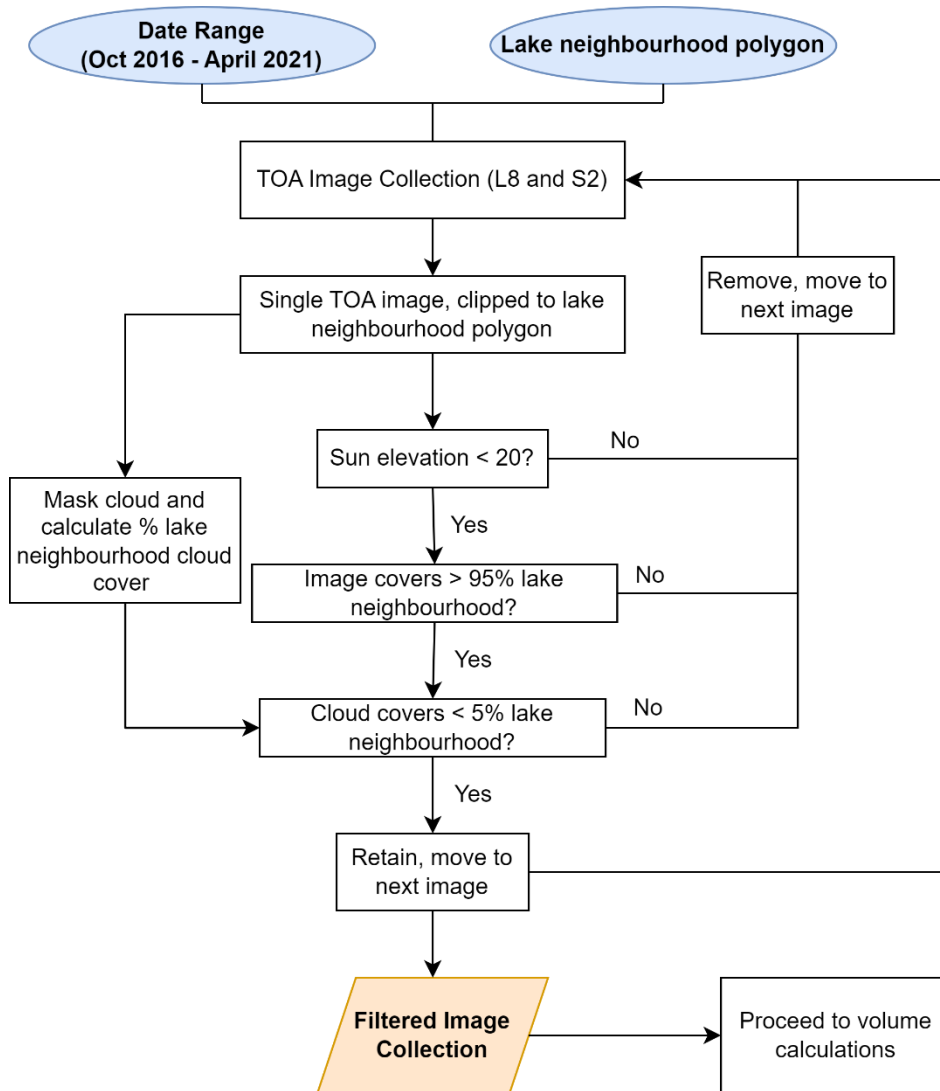 Date Range
(Oct 2016 - April 2021)
Lake neighbourhood polygon
TOA Image Collection (L8 and S2)
Remove, move to
next image
Single TOA image, clipped to lake
neighbourhood polygon
Sun elevation < 20?
No
Mask cloud and
calculate % lake
neighbourhood cloud
cover
Yes
Image covers > 95% lake
neighbourhood?
No
Yes
Cloud covers < 5% lake
neighbourhood?
No
Yes
Retain, move to
next image
Filtered Image
Collection
Proceed to volume
calculations